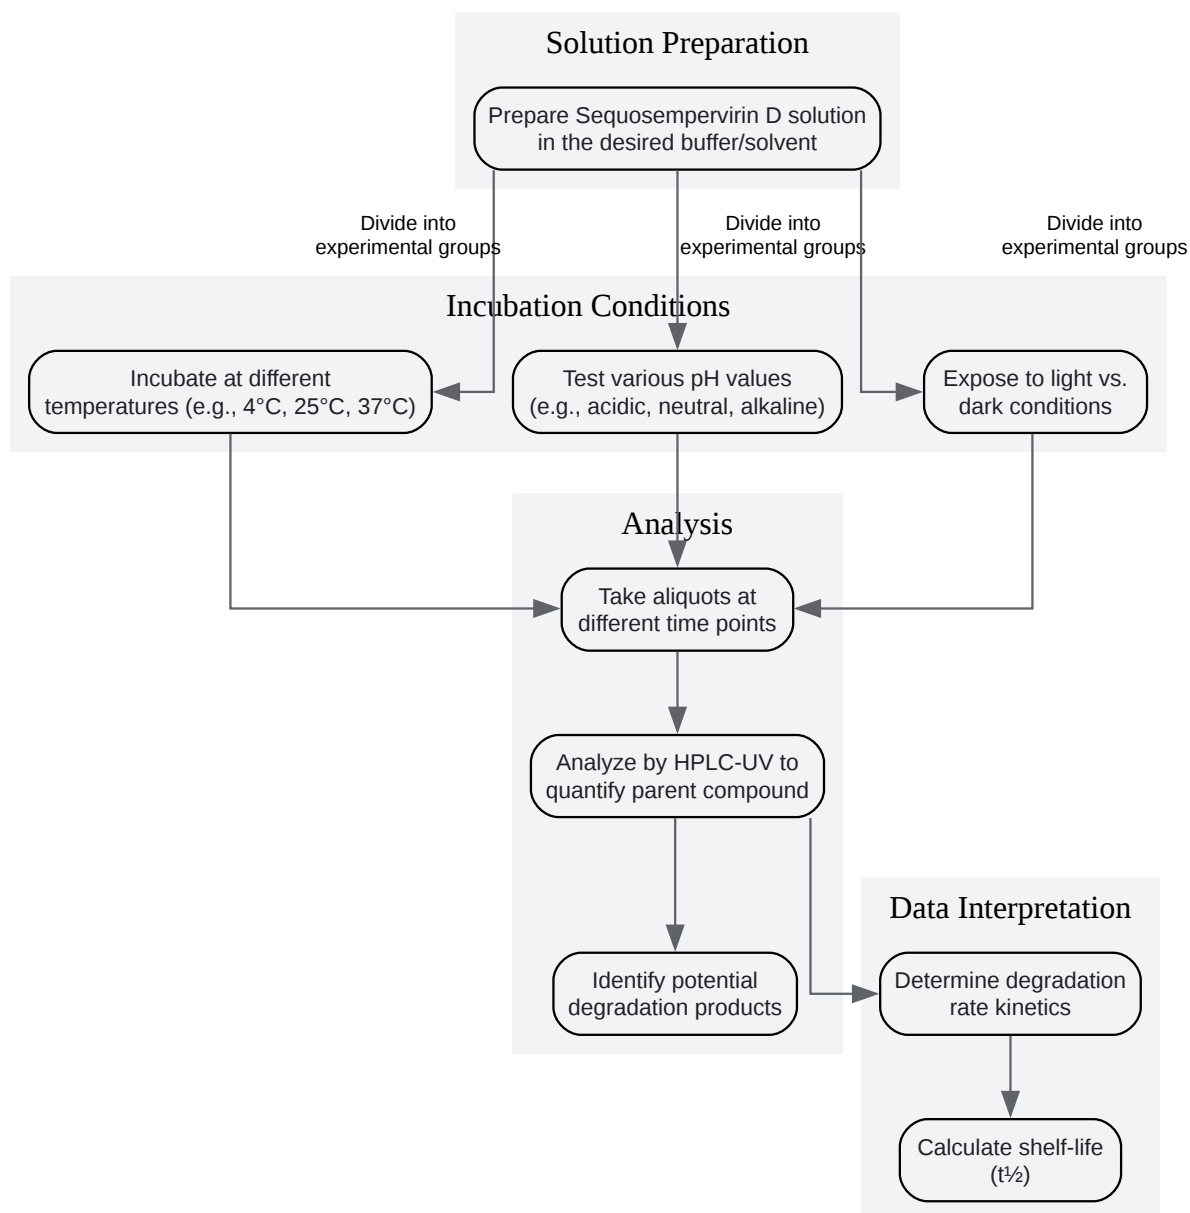 Solution Preparation
Prepare Sequosempervirin D solution
in the desired buffer/solvent
Divide into
experimental groups
Divide into
experimental groups
Divide into
experimental groups
Incubation Conditions
Incubate at different
temperatures (e.g., 4°C, 25°C, 37°C)
Test various pH values
(e.g., acidic, neutral, alkaline)
Expose to light vs.
dark conditions
Analysis
Take aliquots at
different time points
Analyze by HPLC-UV to
quantify parent compound
Identify potential
degradation products
Data Interpretation
Determine degradation
rate kinetics
Calculate shelf-life
(t½)